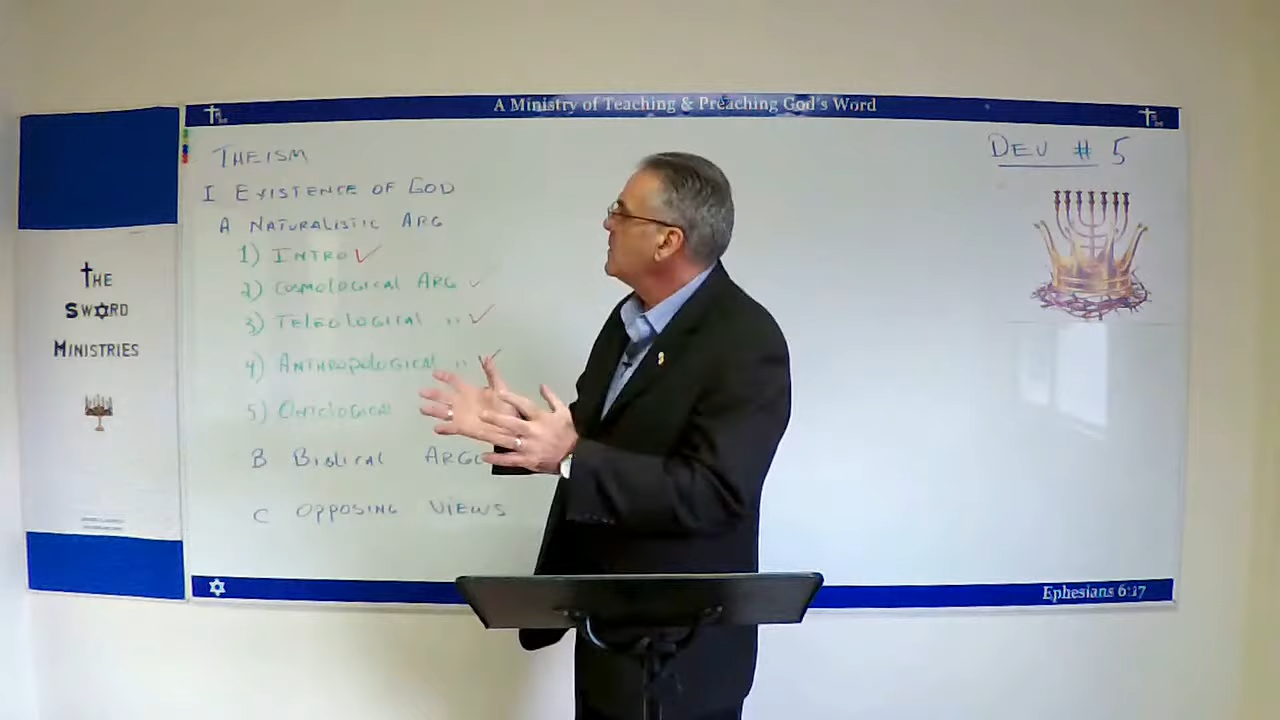 A Ministry of Teaching & Preaching God's Word
THE
SWORD
MINISTRIES
THEISM
I EXISTENCE OF GOD
A NATURALISTIC ARG
1) INTRO ✓
2) COSMOLOGICAL ARG ✓
3) TELEOLOGICAL " ✓
4) ANTHROPOLOGICAL " ✓
5) ONTOLOGICAL
B BIBLICAL ARG
C OPPOSING VIEWS
DEV # 5
Ephesians 6:17